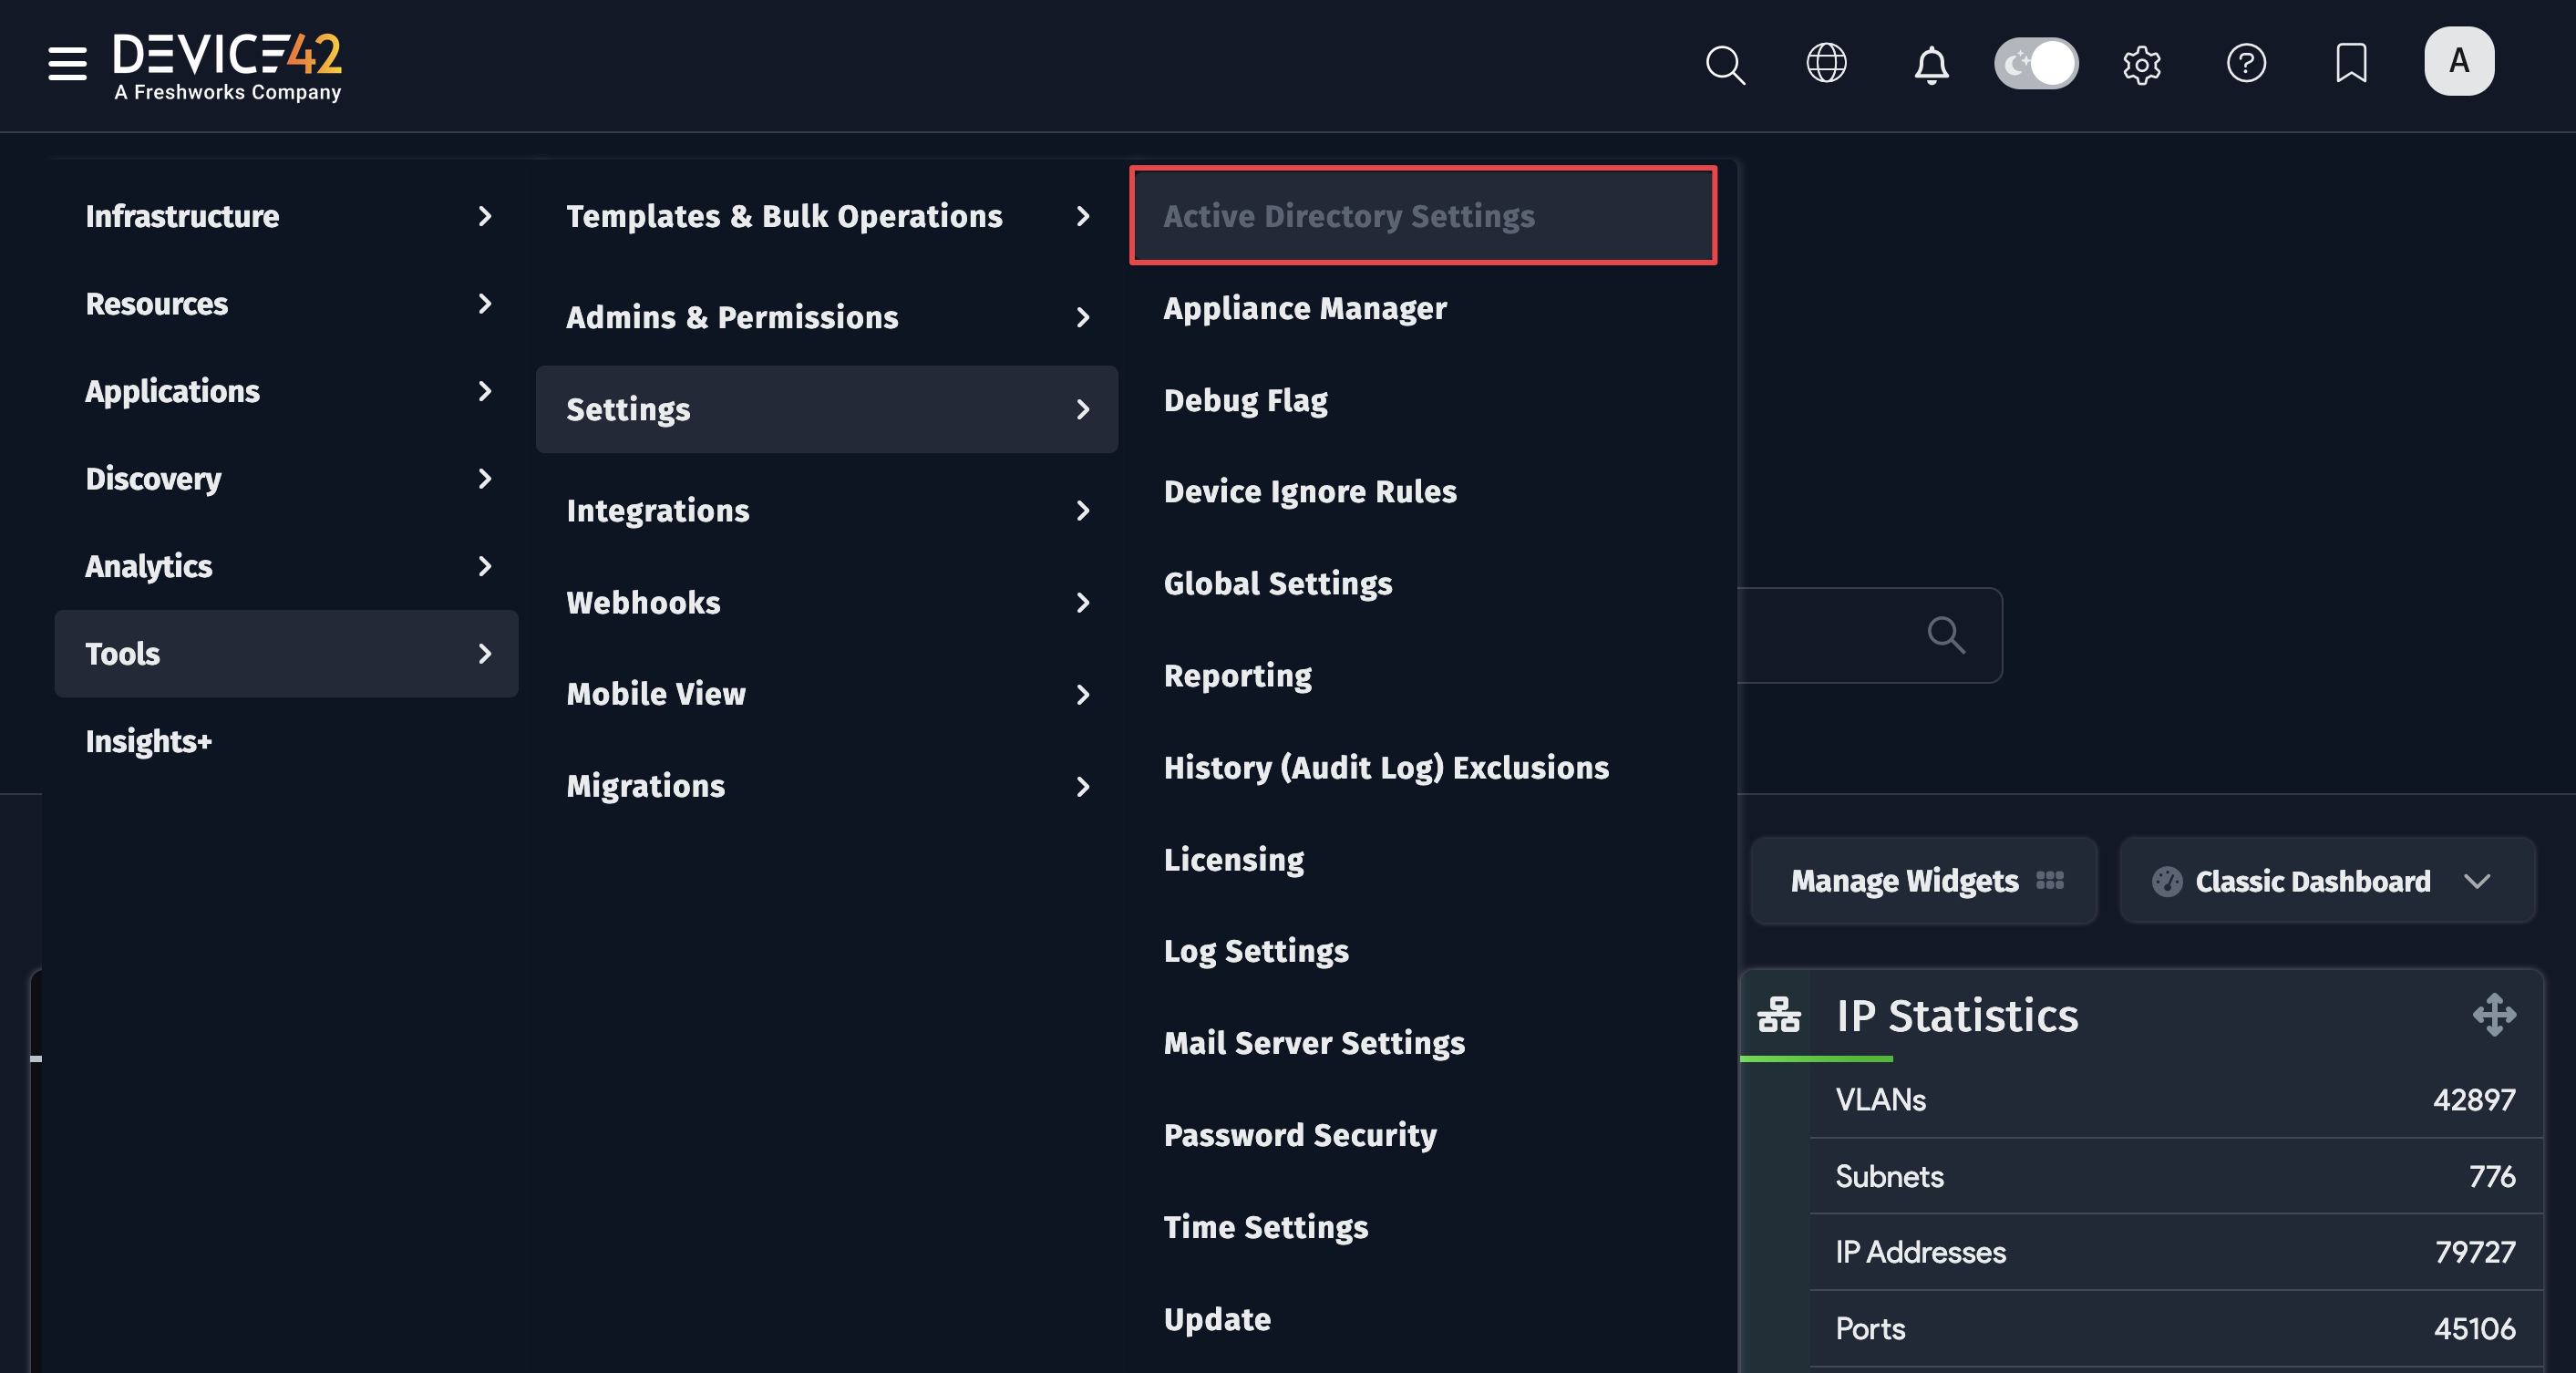 DEVICE42
A Freshworks Company
A
Infrastructure
Resources
Applications
Discovery
Analytics
Tools
Insights+
Templates & Bulk Operations
Admins & Permissions
Settings
Integrations
Webhooks
Mobile View
Migrations
Active Directory Settings
Appliance Manager
Debug Flag
Device Ignore Rules
Global Settings
Reporting
History (Audit Log) Exclusions
Licensing
Log Settings
Mail Server Settings
Password Security
Time Settings
Update
Manage Widgets
Classic Dashboard
IP Statistics
VLANs 42897
Subnets 776
IP Addresses 79727
Ports 45106